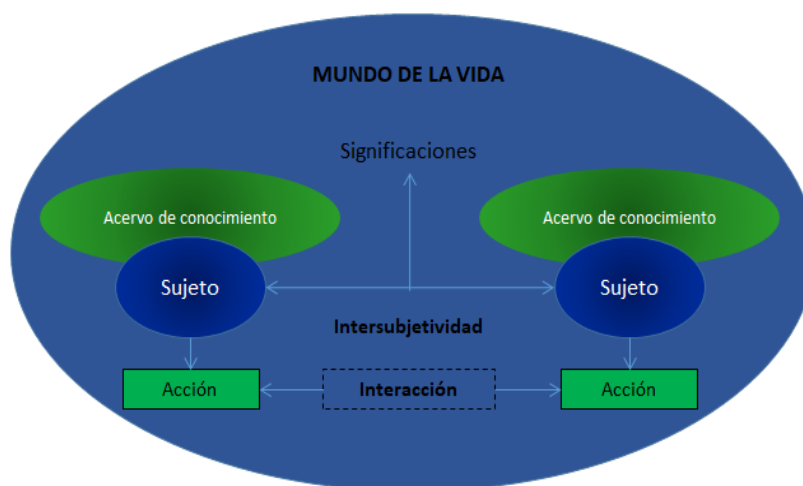 MUNDO DE LA VIDA
Significaciones
Acervo de conocimiento
Acervo de conocimiento
Sujeto
Sujeto
Intersubjetividad
Acción
Interacción
Acción